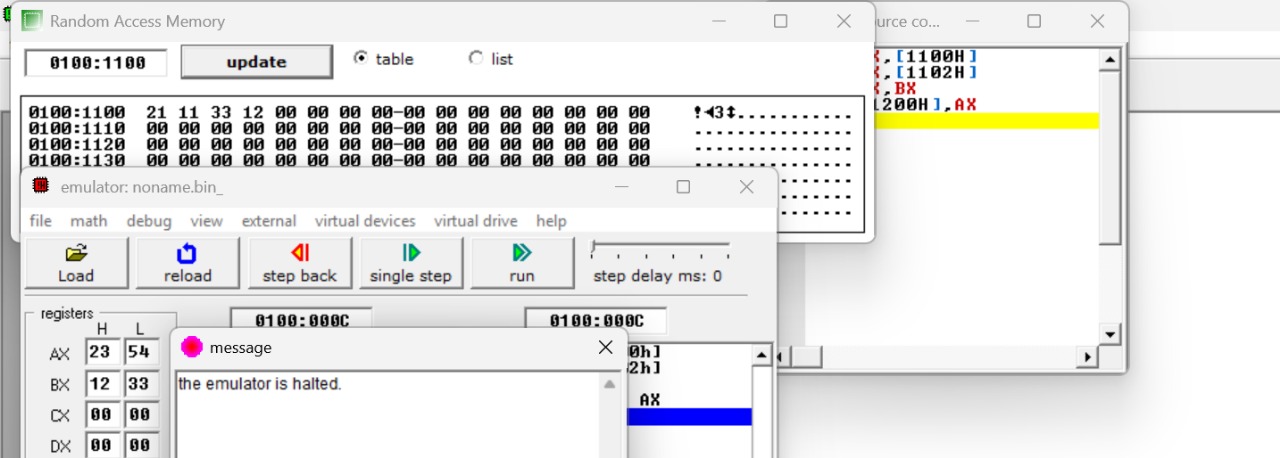 Random Access Memory
urce co...
0100:1100 update table list
X,[1100H]
X,[1102H]
X,BX
1200H],AX
0100:1100 21 11 33 12 00 00 00 00-00 00 00 00 00 00 00 00 !◄3↕............
0100:1110 00 00 00 00 00 00 00 00-00 00 00 00 00 00 00 00 ................
0100:1120 00 00 00 00 00 00 00 00-00 00 00 00 00 00 00 00 ................
0100:1130 00 00 00 00 00 00 00 00-00 00 00 00 00 00 00 00 ................
emulator: noname.bin_
file math debug view external virtual devices virtual drive help
Load reload step back single step run step delay ms: 0
registers
H L
0100:000C 0100:000C
AX 23 54
BX 12 33
CX 00 00
DX 00 00
message
the emulator is halted.
0h]
2h]
AX